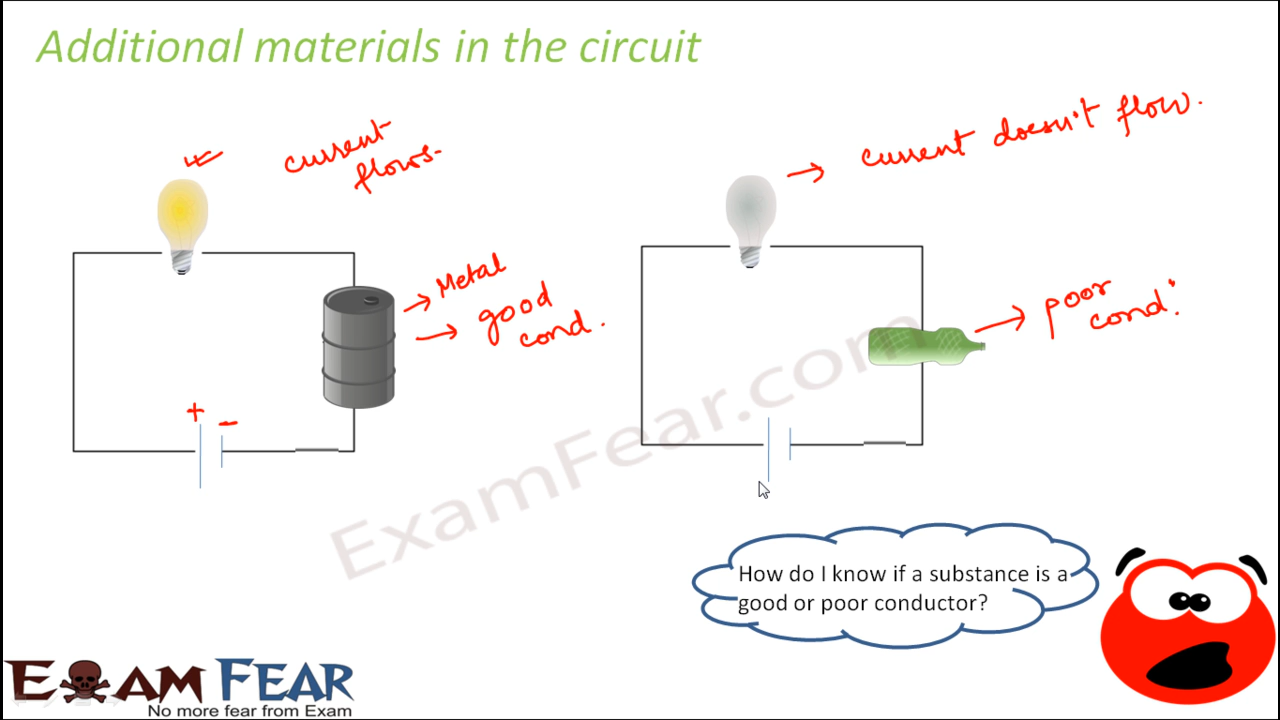 Additional materials in the circuit
current
flows.
current doesn't flow.
Metal
good
cond.
poor
cond.
+
-
ExamFear.com
How do I know if a substance is a
good or poor conductor?
EXAM FEAR
No more fear from Exam